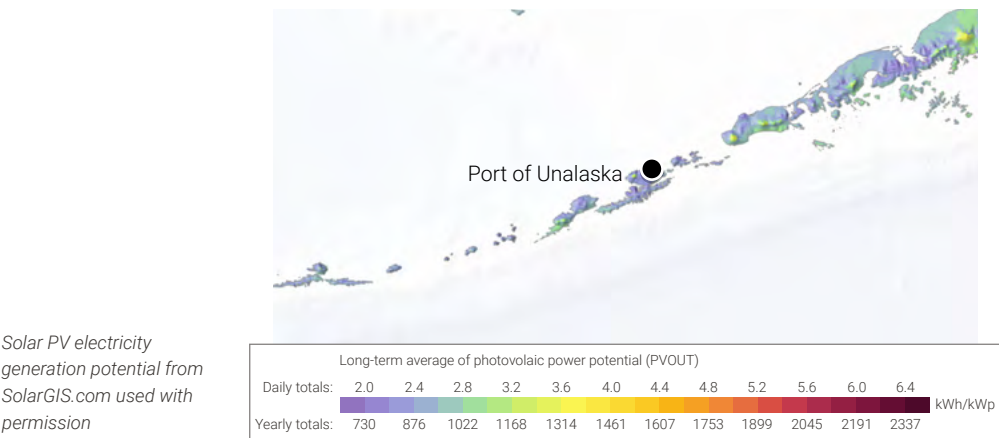 Port of Unalaska
Solar PV electricity
generation potential from
SolarGIS.com used with
permission
Long-term average of photovolaic power potential (PVOUT)
Daily totals: 2.0 2.4 2.8 3.2 3.6 4.0 4.4 4.8 5.2 5.6 6.0 6.4
kWh/kWp
Yearly totals: 730 876 1022 1168 1314 1461 1607 1753 1899 2045 2191 2337